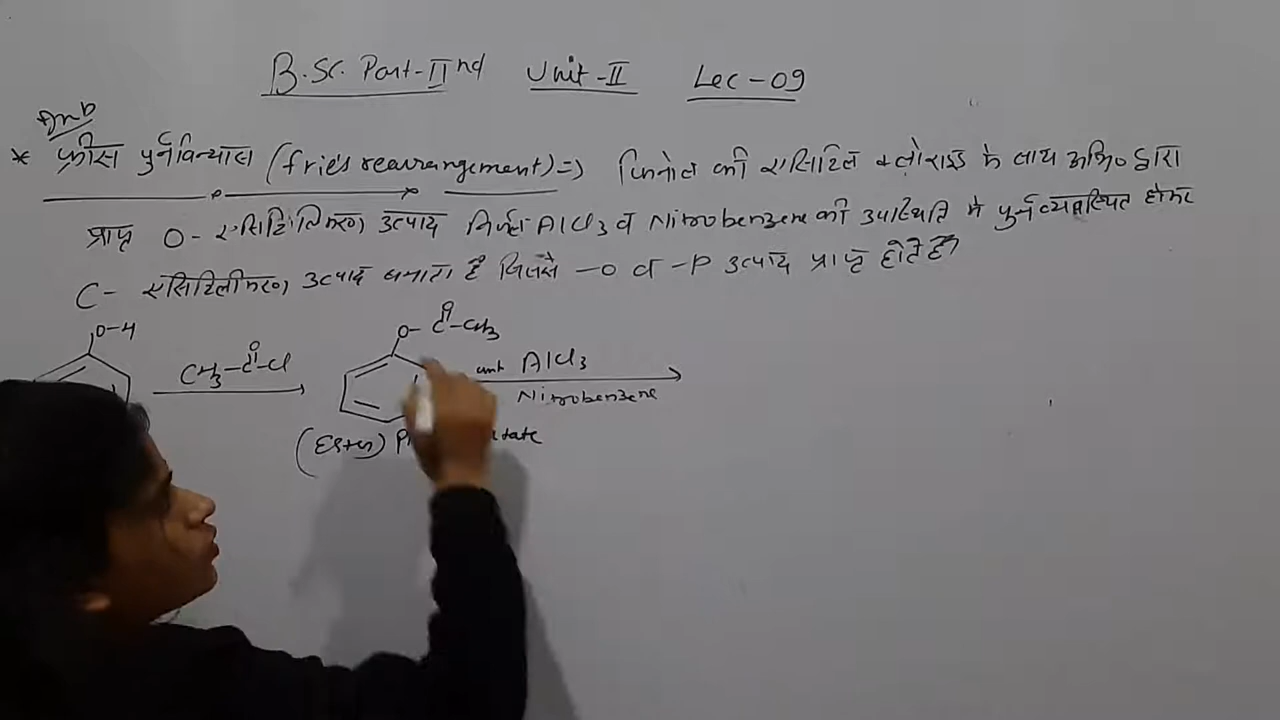 B.Sc. Part-IInd Unit-II Lec-09
Imp
* फ्रीस पुर्नविन्यास (fries rearrangement) => फिनोल की एसिटिल क्लोराइड के साथ अभि० द्वारा
प्राप्त O- एसिटिलिकरण उत्पाद निर्जल AlCl3 व Nitrobenzene की उपस्थिति में पुर्नव्यवस्थित होकर
C- एसिटिलीकरण उत्पाद बनाता है जिससे -o व -p उत्पाद प्राप्त होते हैं
O-H
CH3-C-Cl
O
O-C-CH3
O
anh AlCl3
Nitrobenzene
(Ester)